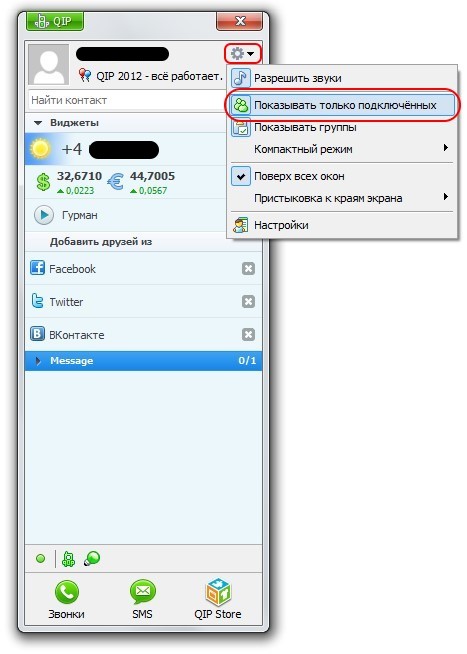 QIP
QIP 2012 - всё работает.
Найти контакт
Виджеты
+4
32,6710 44,7005
0,0223 0,0567
Гурман
Добавить друзей из
Facebook
Twitter
ВКонтакте
Message 0/1
Звонки SMS QIP Store
Разрешить звуки
Показывать только подключённых
Показывать группы
Компактный режим
Поверх всех окон
Пристыковка к краям экрана
Настройки